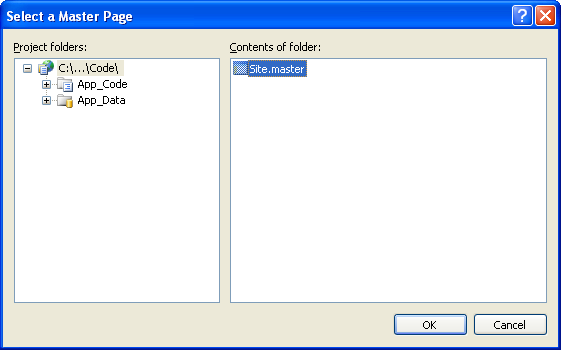 Select a Master Page
Project folders:
Contents of folder:
C:\...\Code\
App_Code
App_Data
Site.master
OK
Cancel